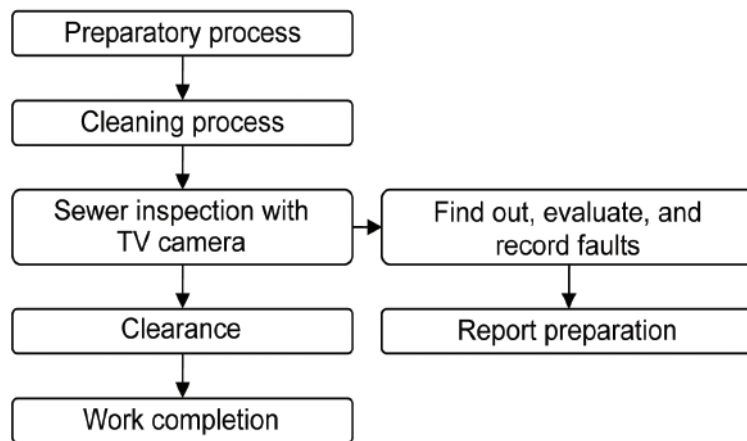 Preparatory process
Cleaning process
Sewer inspection with
TV camera
Find out, evaluate, and
record faults
Clearance
Report preparation
Work completion